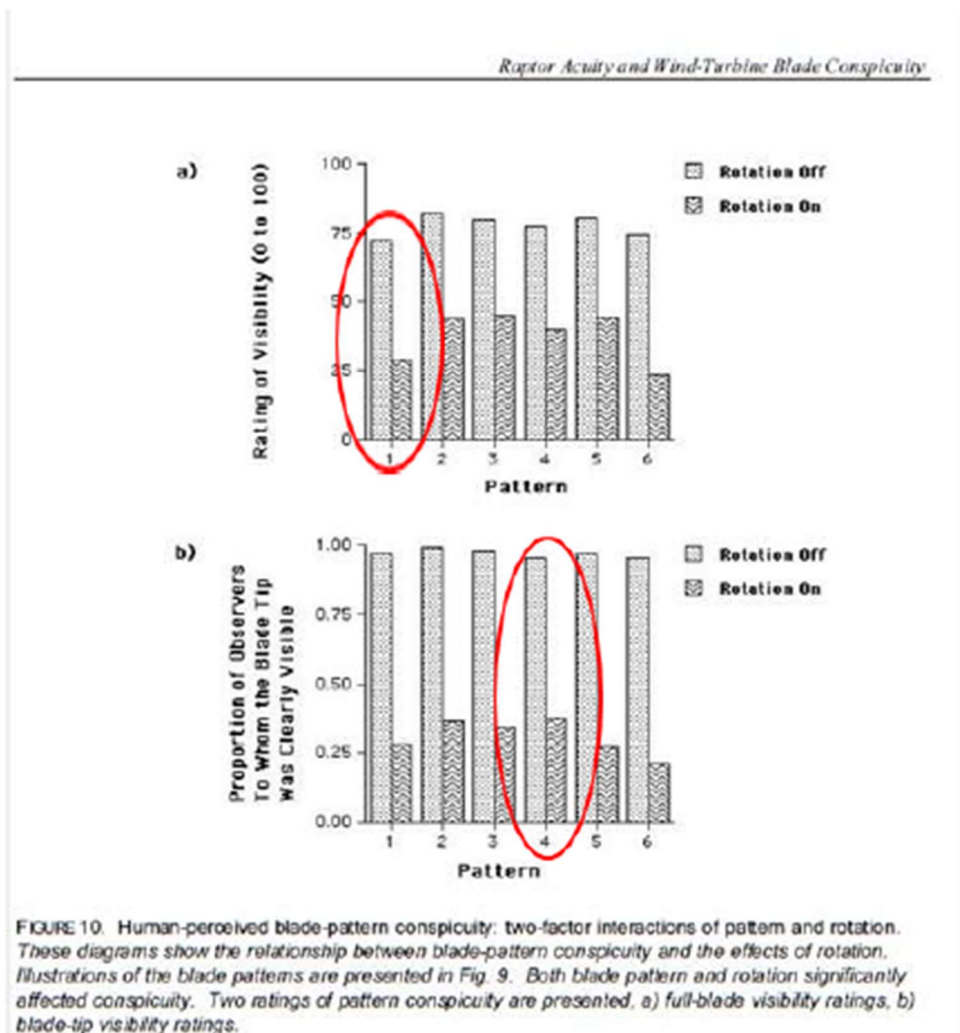 Raptor Acuity and Wind-Turbine Blade Conspicuity
a)
Rating of Visibility (0 to 100)
100
75
50
25
0
1 2 3 4 5 6
Pattern
Rotation Off
Rotation On
b)
Proportion of Observers
To Whom the Blade Tip
Was Clearly Visible
1.00
0.75
0.50
0.25
0.00
1 2 3 4 5 6
Pattern
Rotation Off
Rotation On
FIGURE 10. Human-perceived blade-pattern conspicuity: two-factor interactions of pattern and rotation.
These diagrams show the relationship between blade-pattern conspicuity and the effects of rotation.
Illustrations of the blade patterns are presented in Fig. 9. Both blade pattern and rotation significantly
affected conspicuity. Two ratings of pattern conspicuity are presented, a) full-blade visibility ratings, b)
blade-tip visibility ratings.